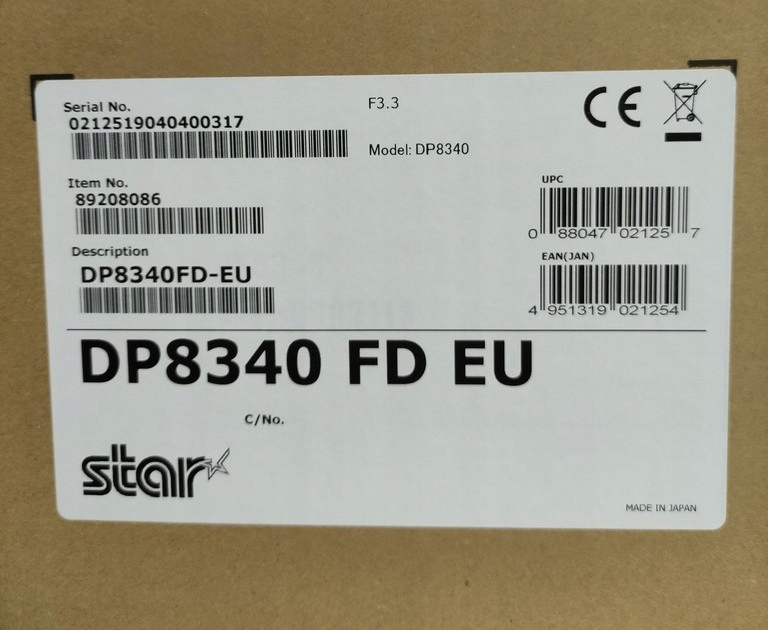 Serial No.
0212519040400317
F3.3
Model: DP8340
CE
Item No.
89208086
UPC
0 88047 02125 7
Description
DP8340FD-EU
EAN(JAN)
4 951319 021254
DP8340 FD EU
C/No.
star
MADE IN JAPAN